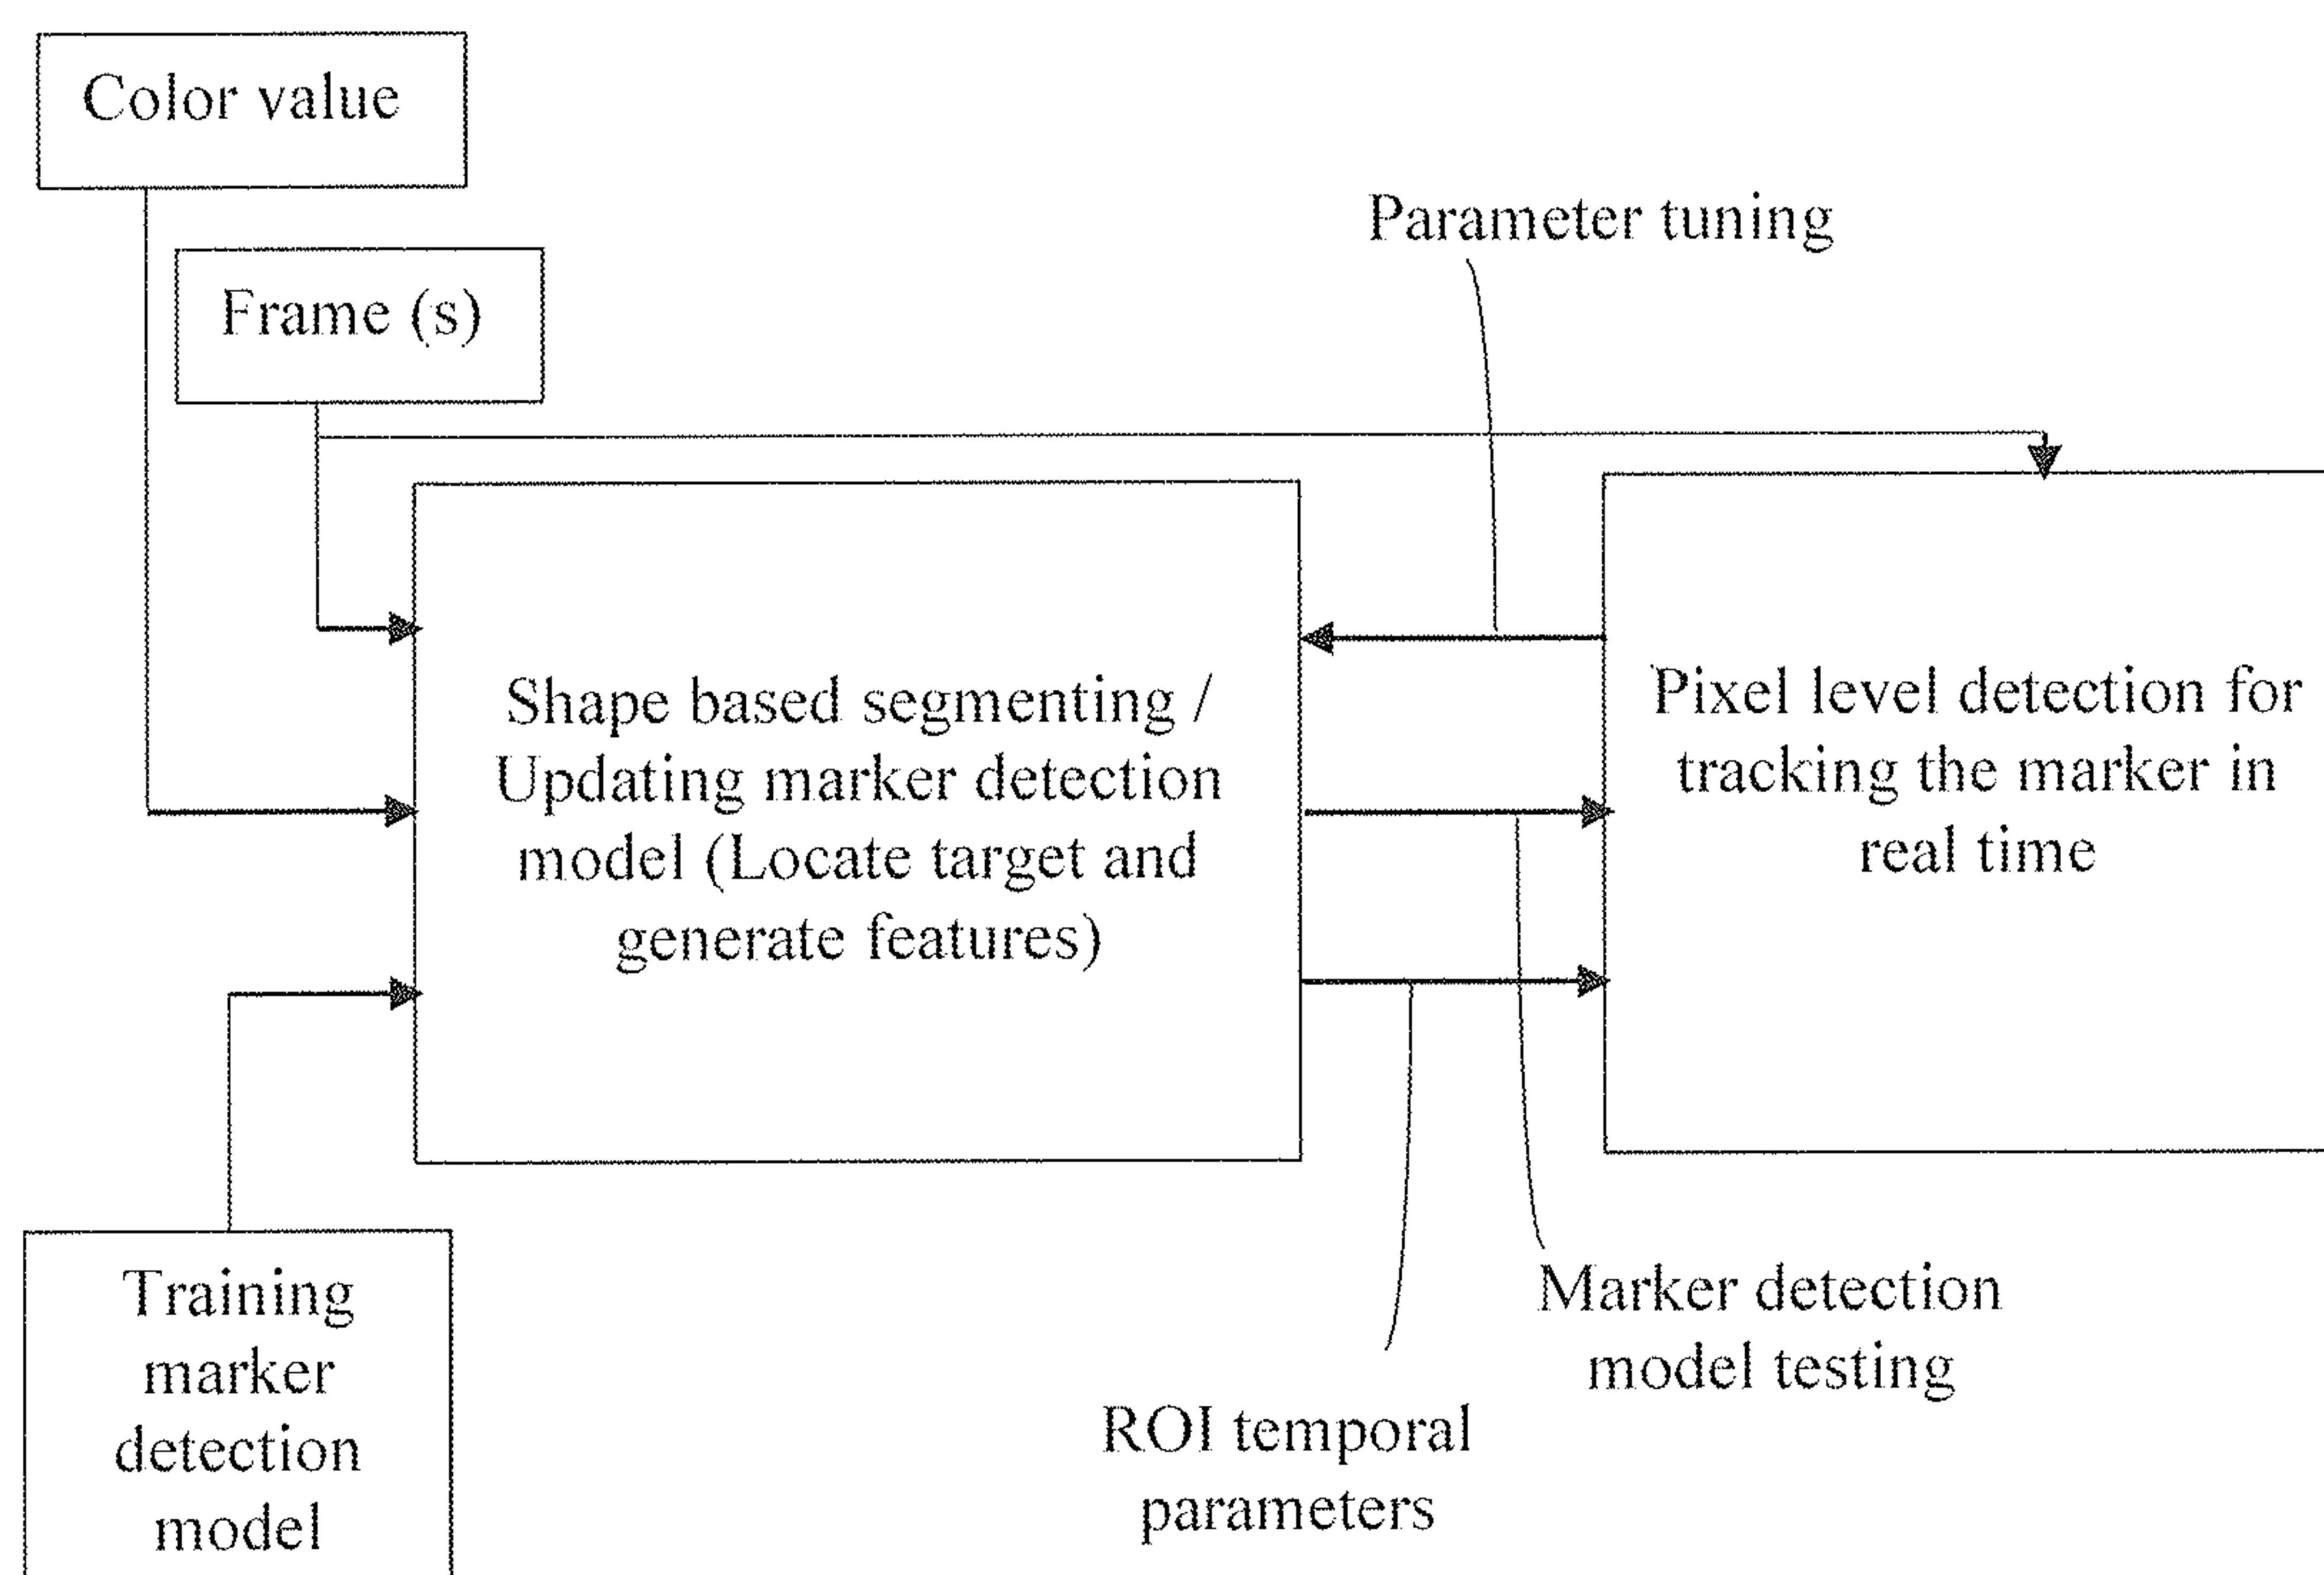 Color value
Parameter tuning
Frame (s)
Shape based segmenting /
Updating marker detection
model (Locate target and
generate features)
Pixel level detection for
tracking the marker in
real time
Training
marker
detection
model
Marker detection
model testing
ROI temporal
parameters